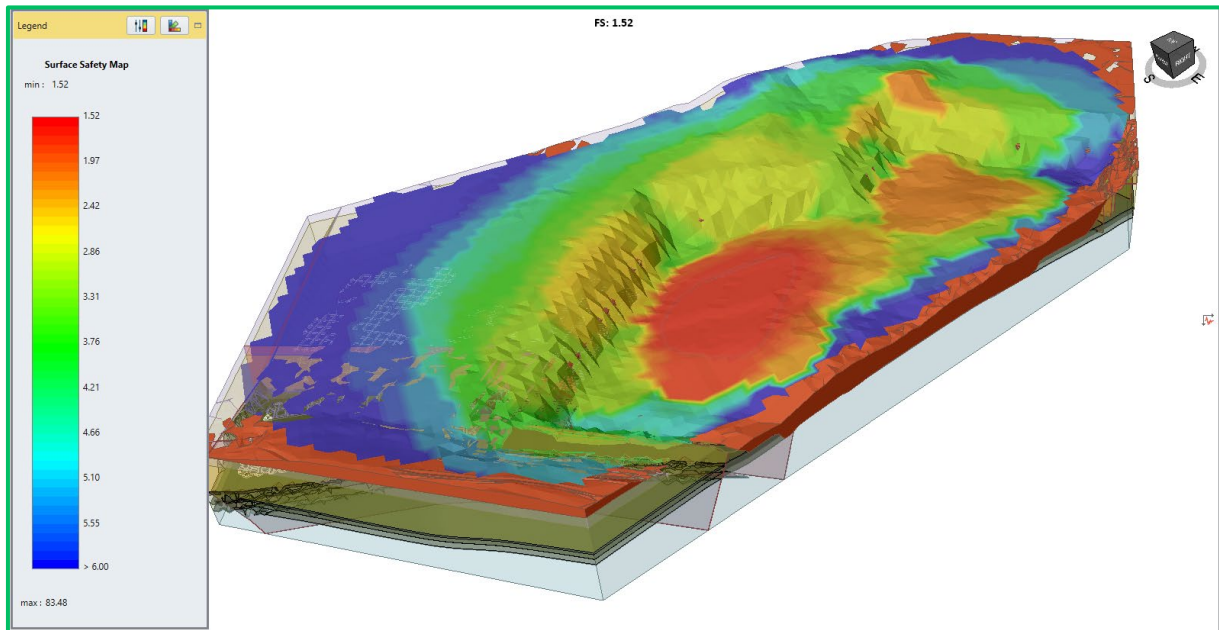 Legend
FS: 1.52
Surface Safety Map
min : 1.52
1.52
1.97
2.42
2.86
3.31
3.76
4.21
4.66
5.10
5.55
> 6.00
max : 83.48
RIGHT
S
E